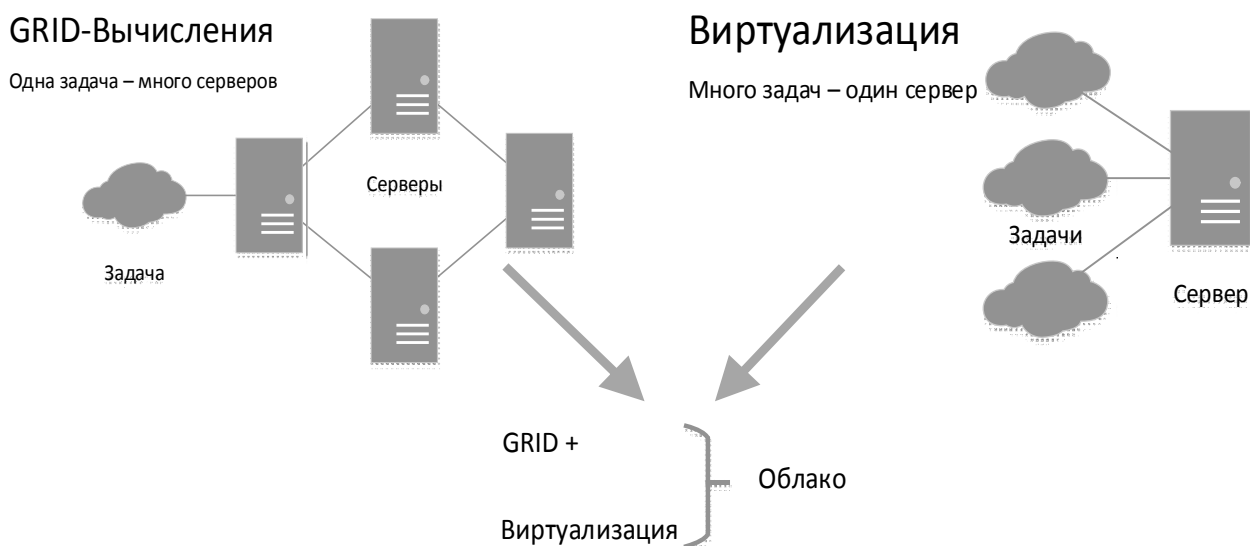 GRID-Вычисления
Одна задача – много серверов
Серверы
Задача
Виртуализация
Много задач – один сервер
Задачи
Сервер
GRID +
Облако
Виртуализация